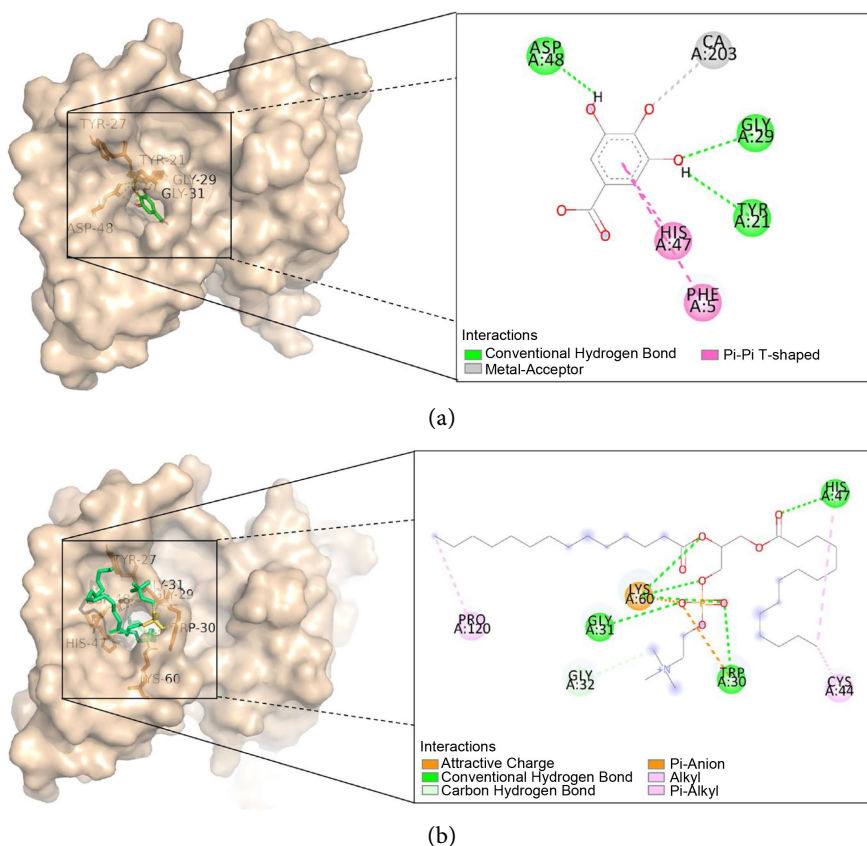 TYR-27
TYR-21
GLY-29
GLY-31
ASP-48
ASP
A:48
CA
A:203
H
O
O
O
H
GLY
A:29
TYR
A:21
HIS
A:47
PHE
A:5
O
O
Interactions
Conventional Hydrogen Bond
Pi-Pi T-shaped
Metal-Acceptor
(a)
TYR-27
LY-31
GLY-29
TRP-30
HIS-47
LYS-60
HIS
A:47
O
O
O
O
LYS
A:60
O
O
P
O
O
PRO
A:120
GLY
A:31
GLY
A:32
N
TRP
A:30
CYS
A:44
Interactions
Attractive Charge
Pi-Anion
Conventional Hydrogen Bond
Alkyl
Carbon Hydrogen Bond
Pi-Alkyl
(b)